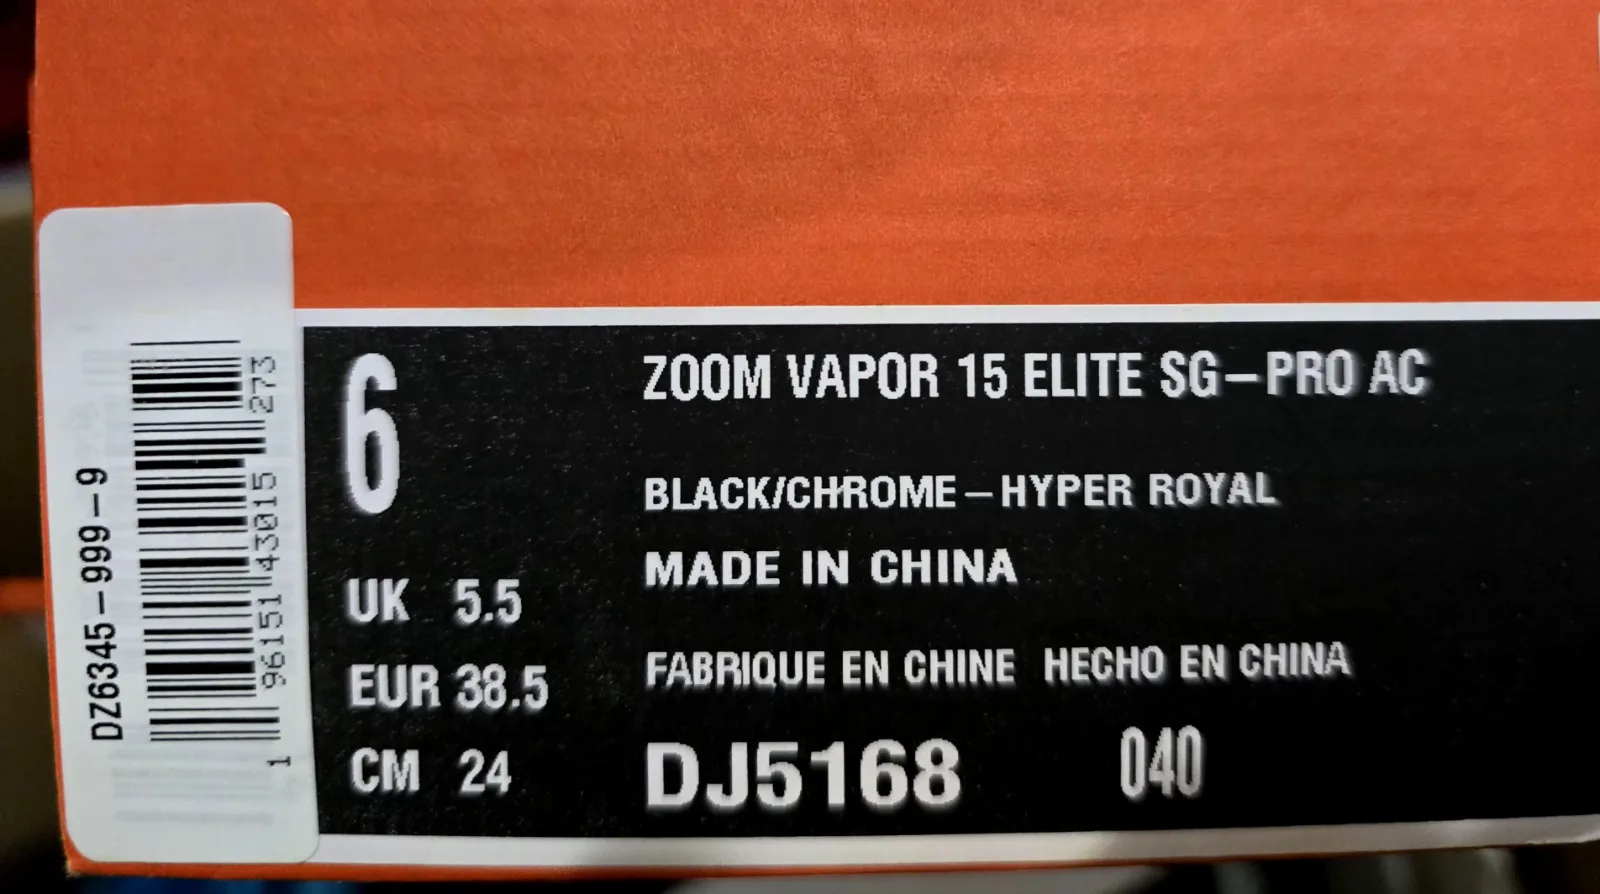 DZ6345-999-9
1 96151 43015 273
6
UK 5.5
EUR 38.5
CM 24
ZOOM VAPOR 15 ELITE SG-PRO AC
BLACK/CHROME-HYPER ROYAL
MADE IN CHINA
FABRIQUE EN CHINE HECHO EN CHINA
DJ5168 040